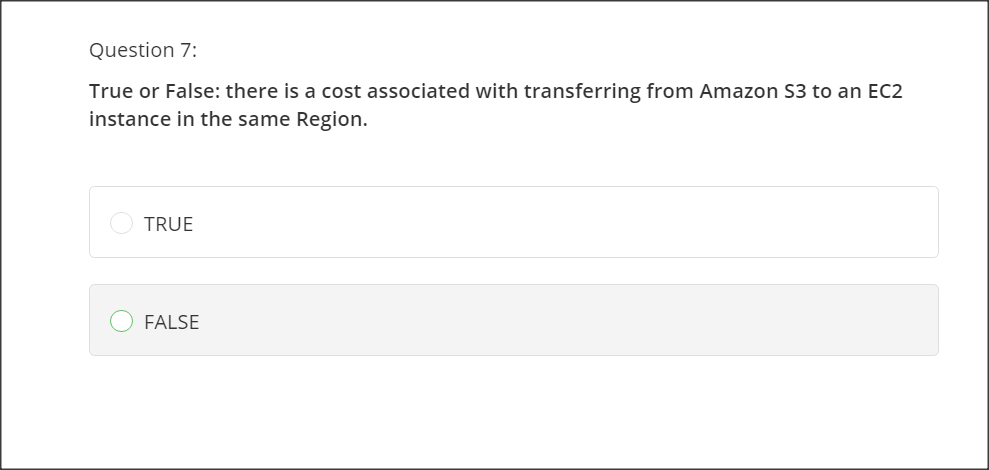 Question 7:
True or False: there is a cost associated with transferring from Amazon S3 to an EC2
instance in the same Region.
TRUE
FALSE